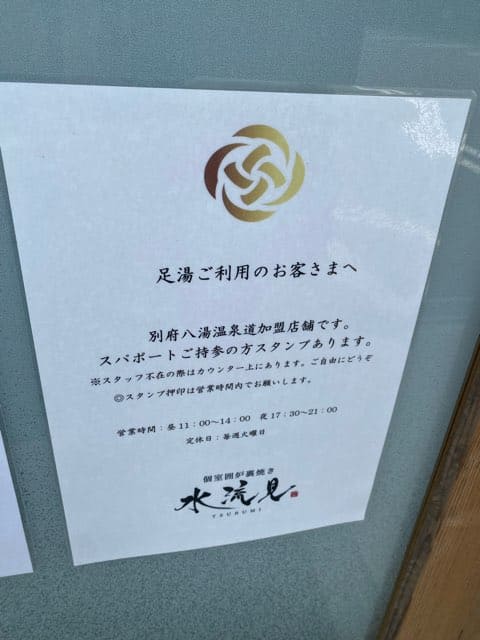 足湯ご利用のお客さまへ
別府八湯温泉道加盟店舗です。
スパポートご持参の方スタンプあります。
※スタッフ不在の際はカウンター上にあります。ご自由にどうぞ
◎スタンプ押印は営業時間内でお願いします。
営業時間：昼11：00～14：00 夜17：30～21：00
定休日：毎週火曜日
個室囲炉裏焼き
水流見
TSURUMI